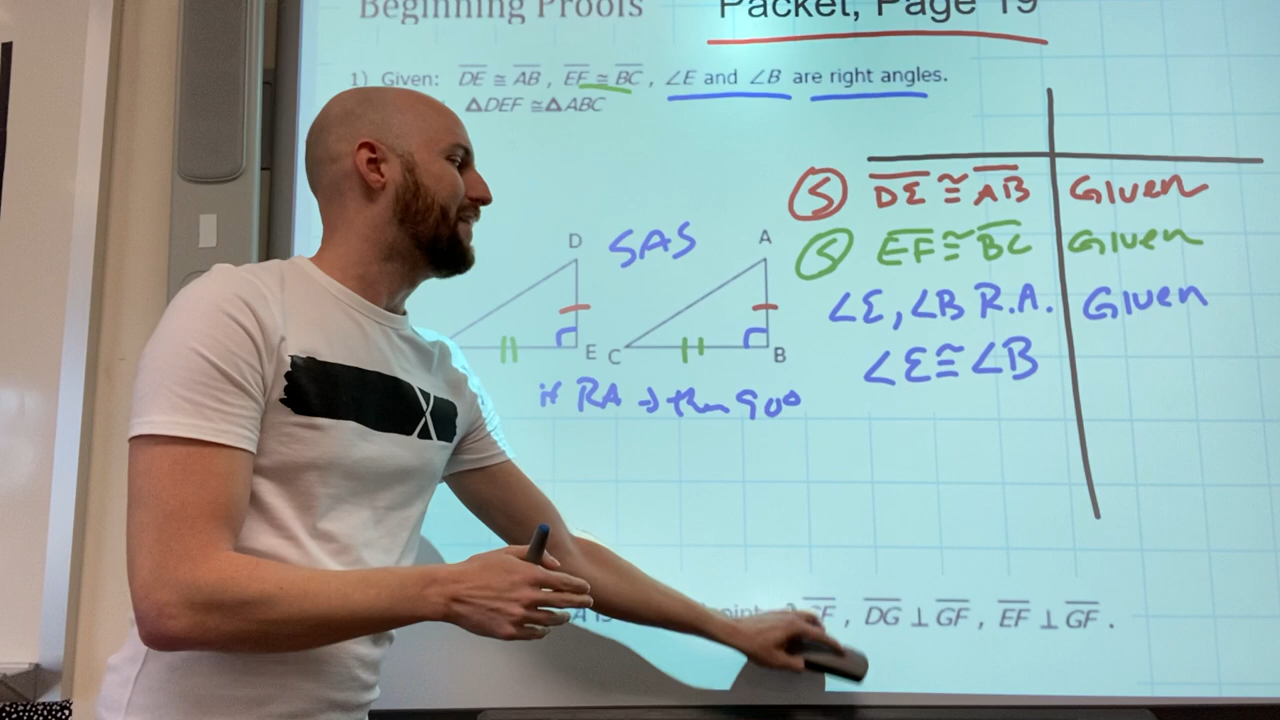 Beginning Proofs
Packet, Page 19
1) Given: DE ≅ AB , EF ≅ BC , ∠E and ∠B are right angles.
ΔDEF ≅ ΔABC
S DE ≅ AB Given
S EF ≅ BC Given
∠E, ∠B R.A. Given
∠E ≅ ∠B
SAS
D
A
E
C
B
if RA → then 90°
GF , DG ⊥ GF , EF ⊥ GF .
X